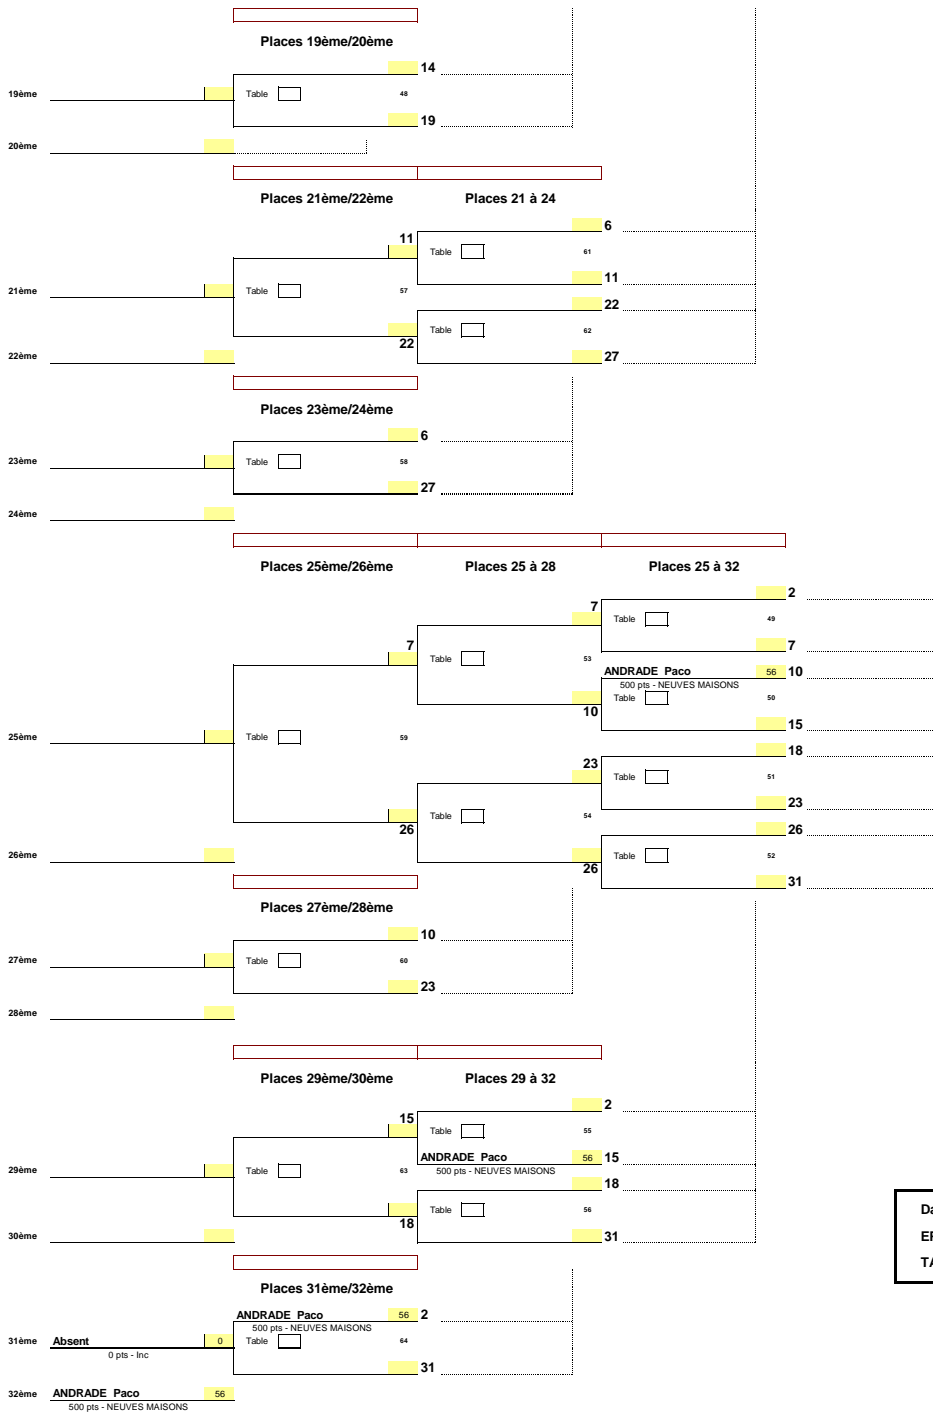 Places 19ème/20ème
14
19ème
Table
48
19
20ème
Places 21ème/22ème Places 21 à 24
6
11
Table
61
11
21ème
Table
57
22
Table
62
22
27
22ème
Places 23ème/24ème
6
23ème
Table
58
27
24ème
Places 25ème/26ème Places 25 à 28 Places 25 à 32
2
7
Table
49
7
7
Table
53
ANDRADE Paco 56 10
500 pts - NEUVES MAISONS
Table
50
10
15
25ème
Table
59
18
23
Table
51
23
Table
54
26
26
26ème
Table
52
26
31
Places 27ème/28ème
10
27ème
Table
60
23
28ème
Places 29ème/30ème Places 29 à 32
2
15
Table
55
ANDRADE Paco 56 15
500 pts - NEUVES MAISONS
29ème
Table
63
18
Table
56
18
31
30ème
Da
EF
TA
Places 31ème/32ème
ANDRADE Paco 56 2
500 pts - NEUVES MAISONS
31ème Absent 0
Table
64
0 pts - Inc
31
32ème ANDRADE Paco 56
500 pts - NEUVES MAISONS